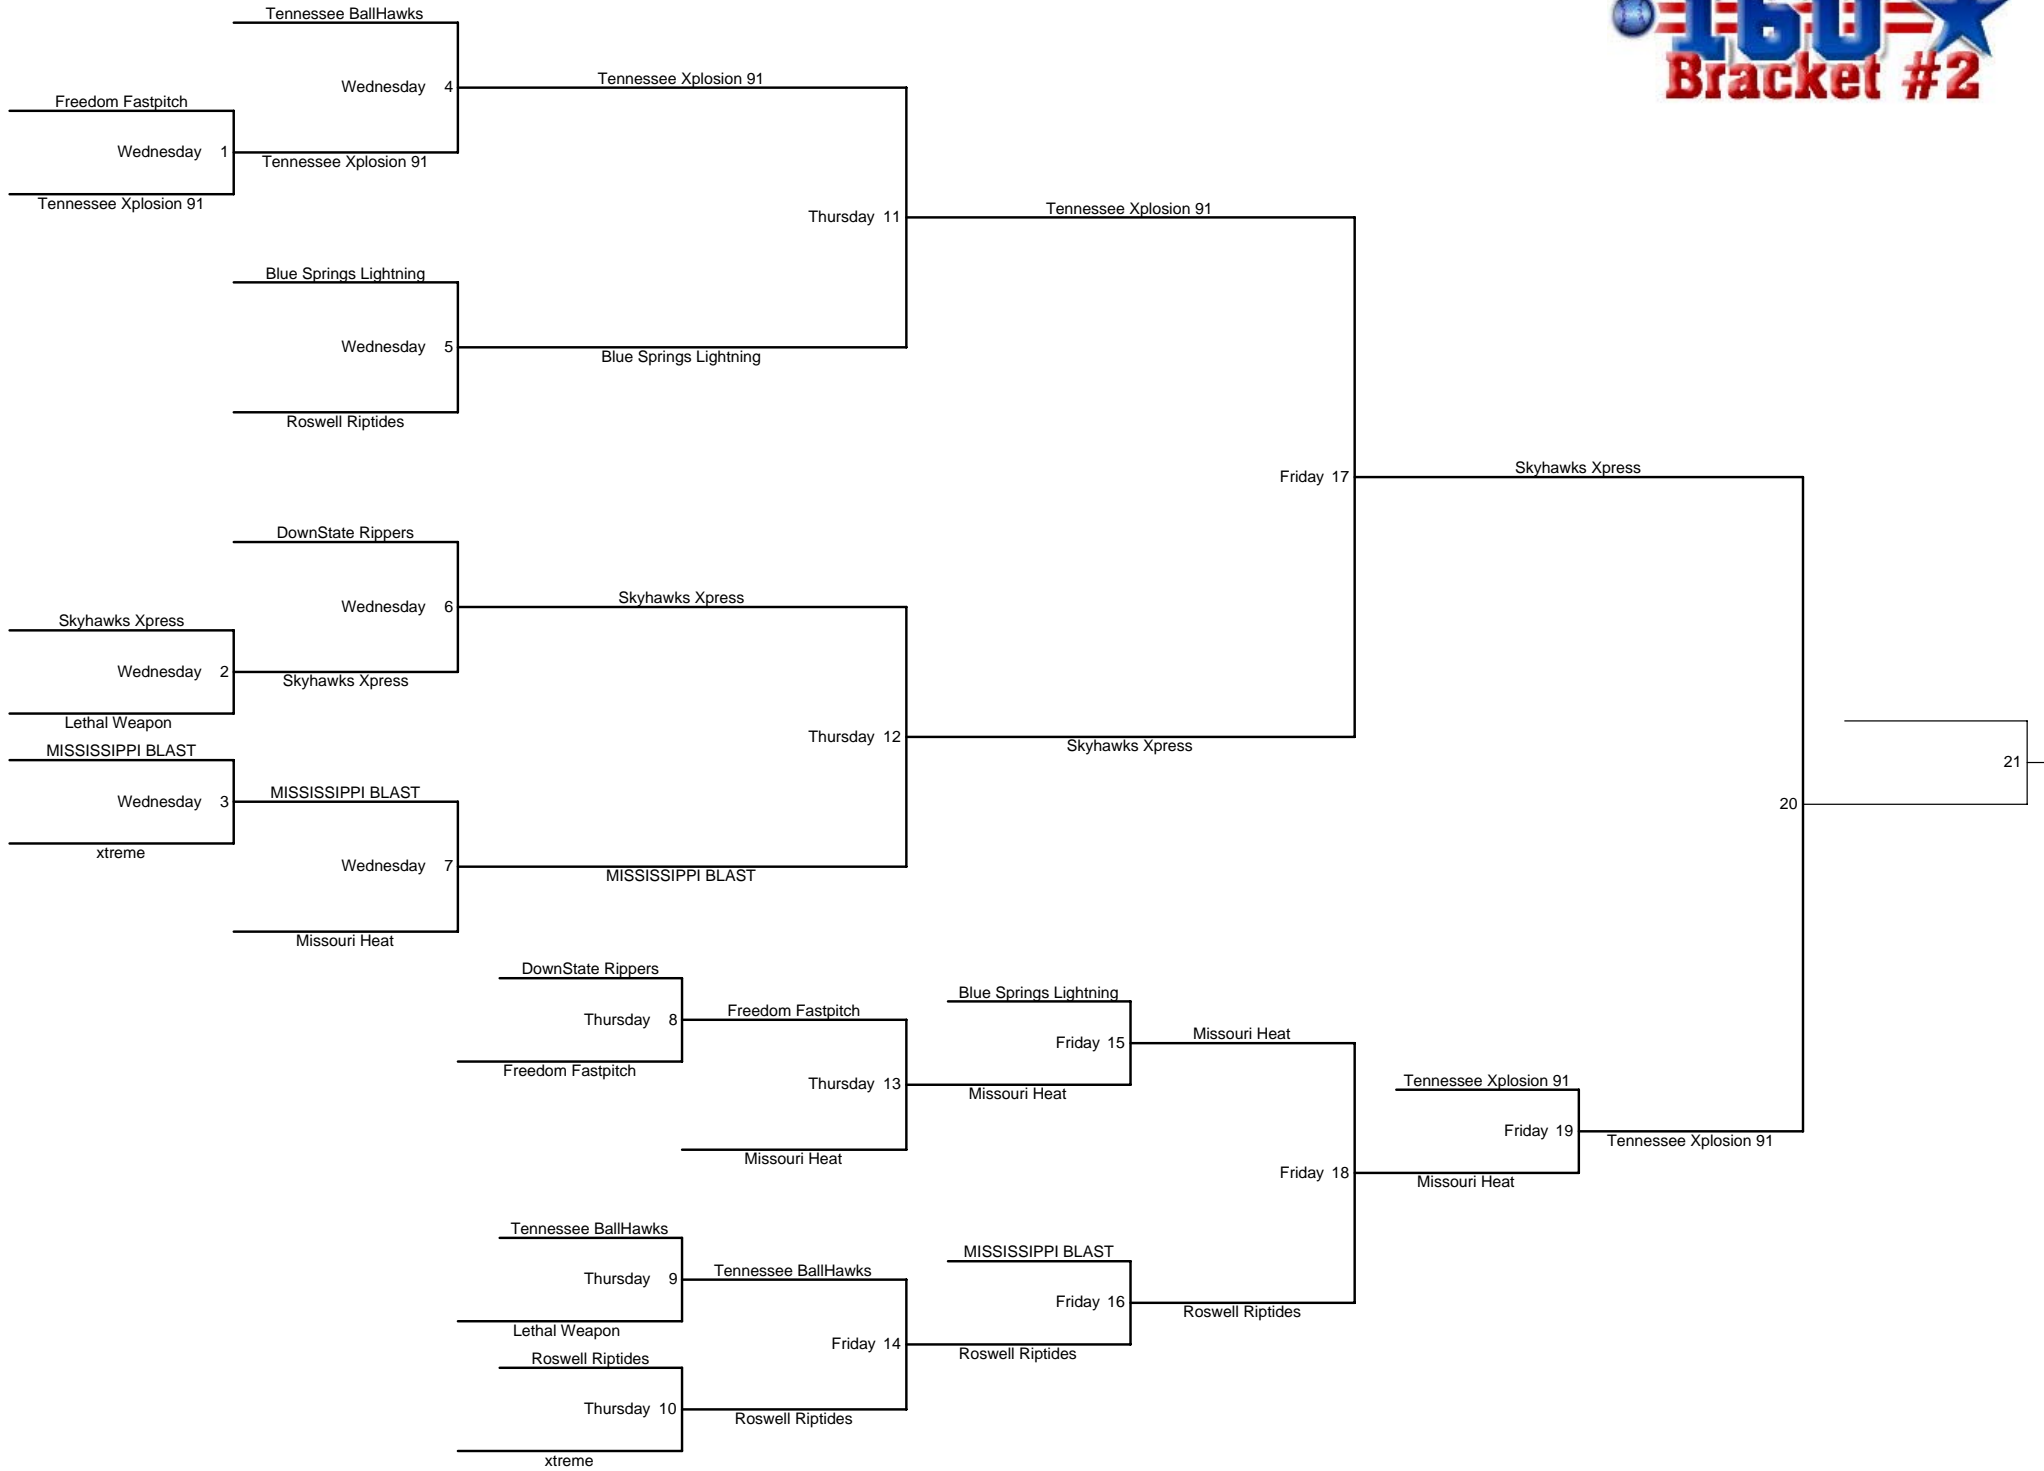 16U
Bracket #2
Tennessee BallHawks
Wednesday 4
Tennessee Xplosion 91
Freedom Fastpitch
Wednesday 1
Tennessee Xplosion 91
Tennessee Xplosion 91
Thursday 11
Tennessee Xplosion 91
Blue Springs Lightning
Wednesday 5
Blue Springs Lightning
Roswell Riptides
Friday 17
Skyhawks Xpress
DownState Rippers
Wednesday 6
Skyhawks Xpress
Skyhawks Xpress
Wednesday 2
Skyhawks Xpress
Lethal Weapon
Thursday 12
Skyhawks Xpress
MISSISSIPPI BLAST
Wednesday 3
MISSISSIPPI BLAST
xtreme
Wednesday 7
MISSISSIPPI BLAST
Missouri Heat
21
20
DownState Rippers
Thursday 8
Freedom Fastpitch
Freedom Fastpitch
Thursday 13
Missouri Heat
Blue Springs Lightning
Friday 15
Missouri Heat
Missouri Heat
Tennessee Xplosion 91
Friday 19
Tennessee Xplosion 91
Friday 18
Missouri Heat
Tennessee BallHawks
Thursday 9
Tennessee BallHawks
Lethal Weapon
MISSISSIPPI BLAST
Friday 16
Roswell Riptides
Friday 14
Roswell Riptides
Roswell Riptides
Thursday 10
Roswell Riptides
xtreme